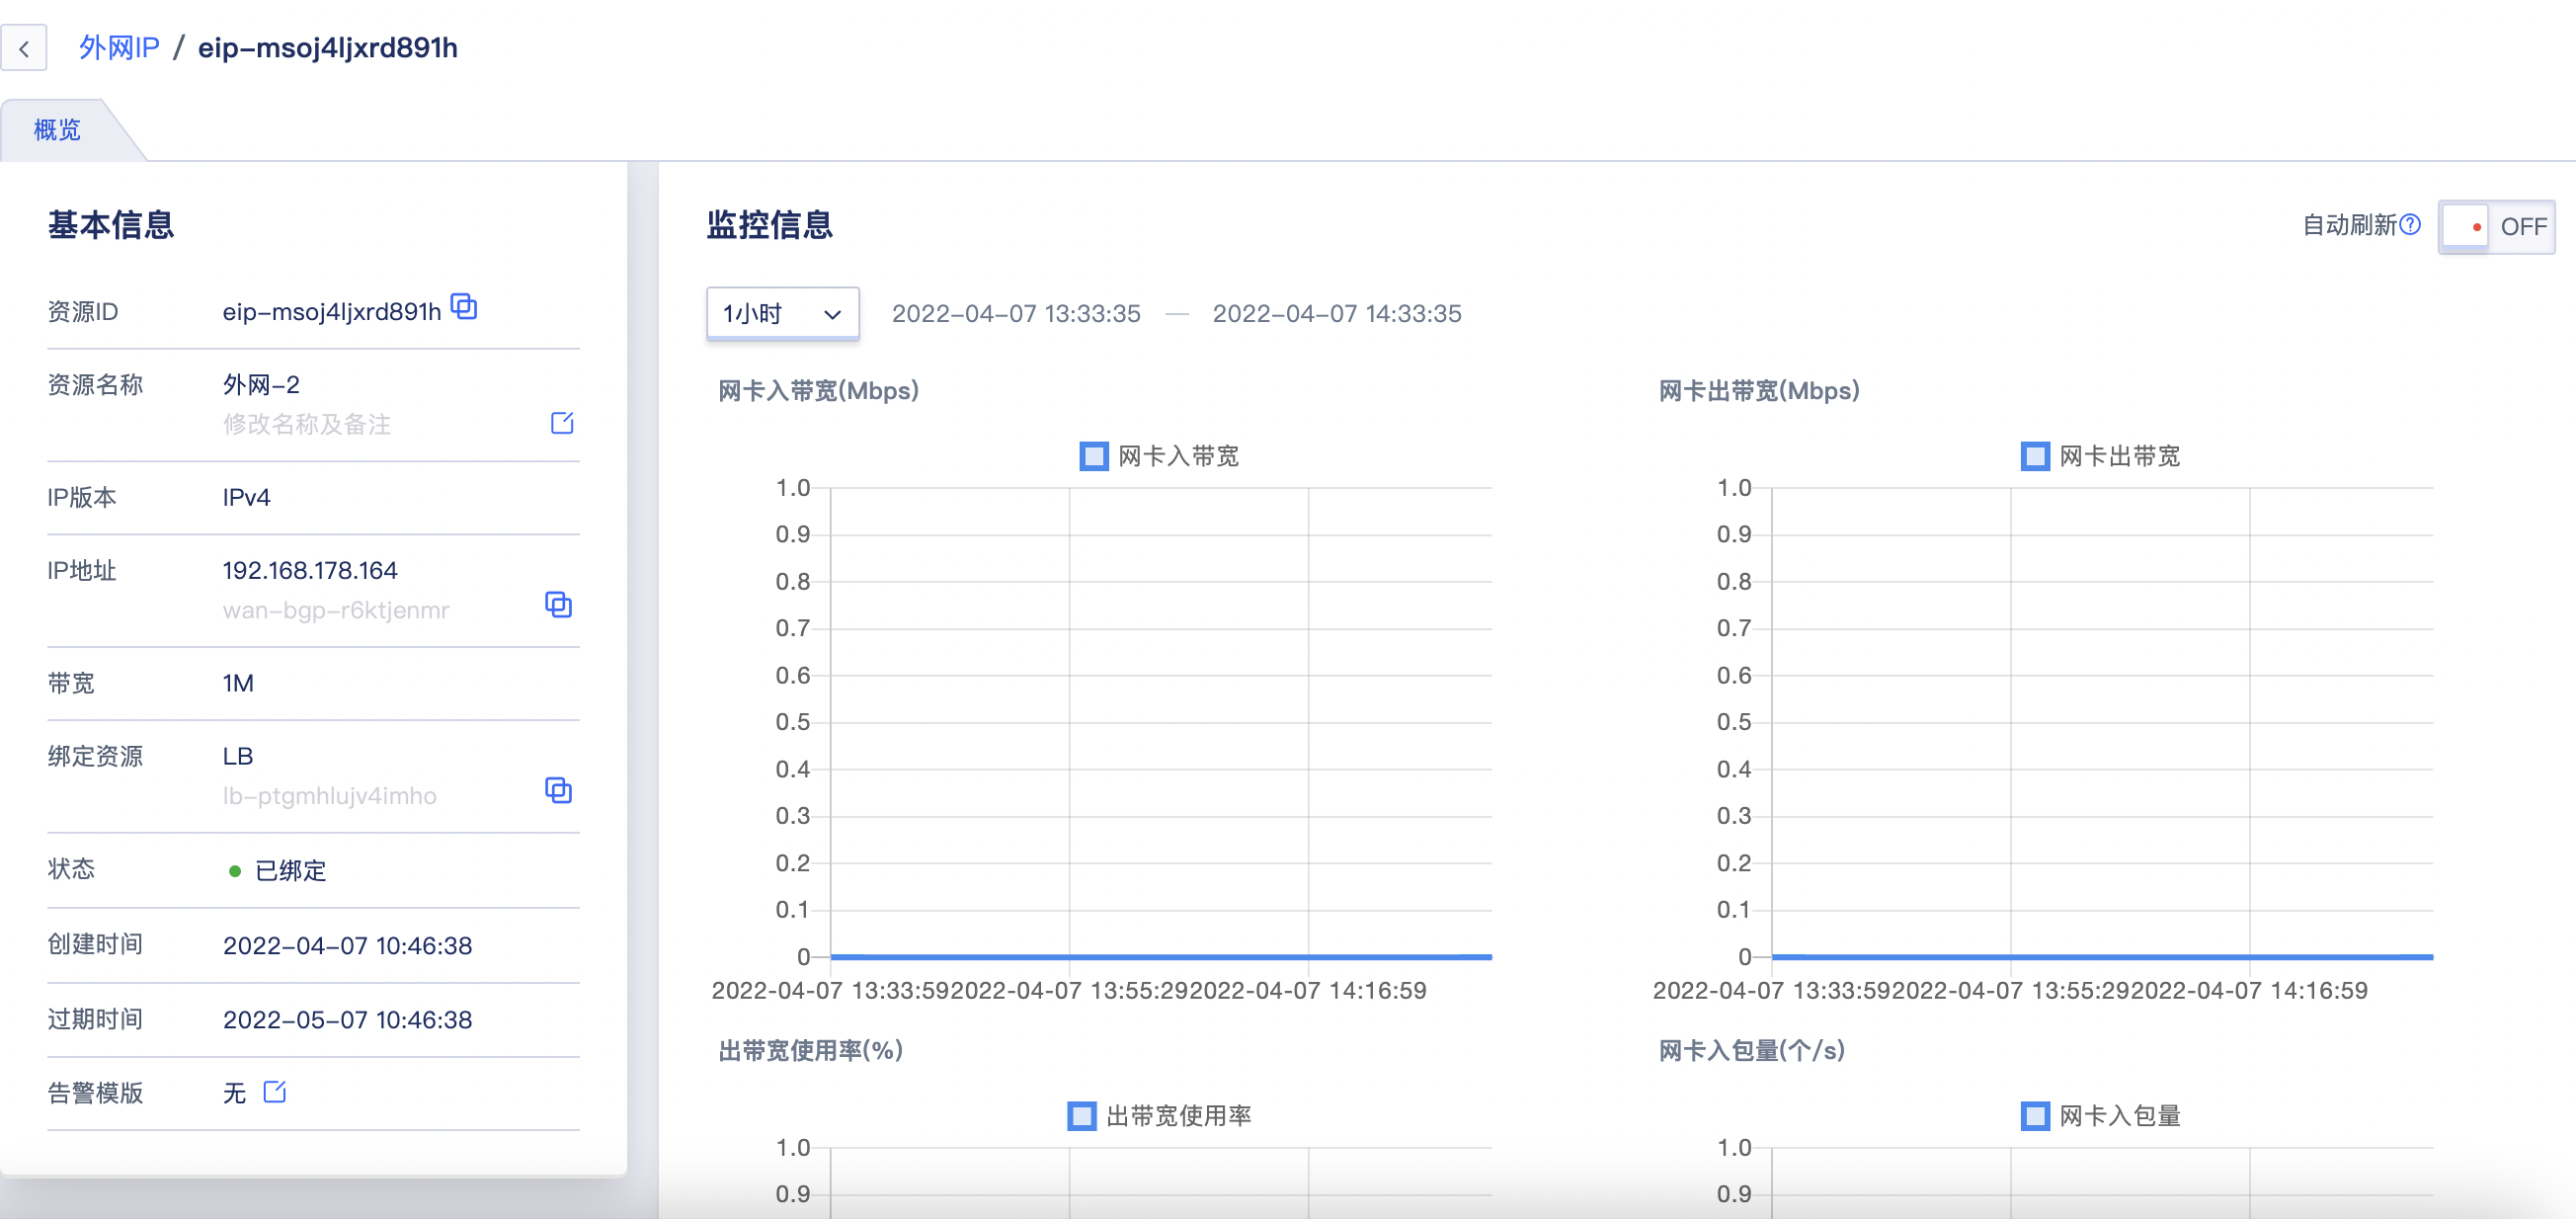 外网IP / eip-msoj4ljxrd891h
概览
基本信息
资源ID eip-msoj4ljxrd891h
资源名称 外网-2
修改名称及备注
IP版本 IPv4
IP地址 192.168.178.164
wan-bgp-r6ktjenmr
带宽 1M
绑定资源 LB
lb-ptgmhlujv4imho
状态 已绑定
创建时间 2022-04-07 10:46:38
过期时间 2022-05-07 10:46:38
告警模版 无
监控信息
自动刷新? OFF
1小时 2022-04-07 13:33:35 — 2022-04-07 14:33:35
网卡入带宽(Mbps)
网卡入带宽
1.0
0.9
0.8
0.7
0.6
0.5
0.4
0.3
0.2
0.1
0
2022-04-07 13:33:59 2022-04-07 13:55:29 2022-04-07 14:16:59
网卡出带宽(Mbps)
网卡出带宽
1.0
0.9
0.8
0.7
0.6
0.5
0.4
0.3
0.2
0.1
0
2022-04-07 13:33:59 2022-04-07 13:55:29 2022-04-07 14:16:59
出带宽使用率(%)
出带宽使用率
1.0
0.9
网卡入包量(个/s)
网卡入包量
1.0
0.9